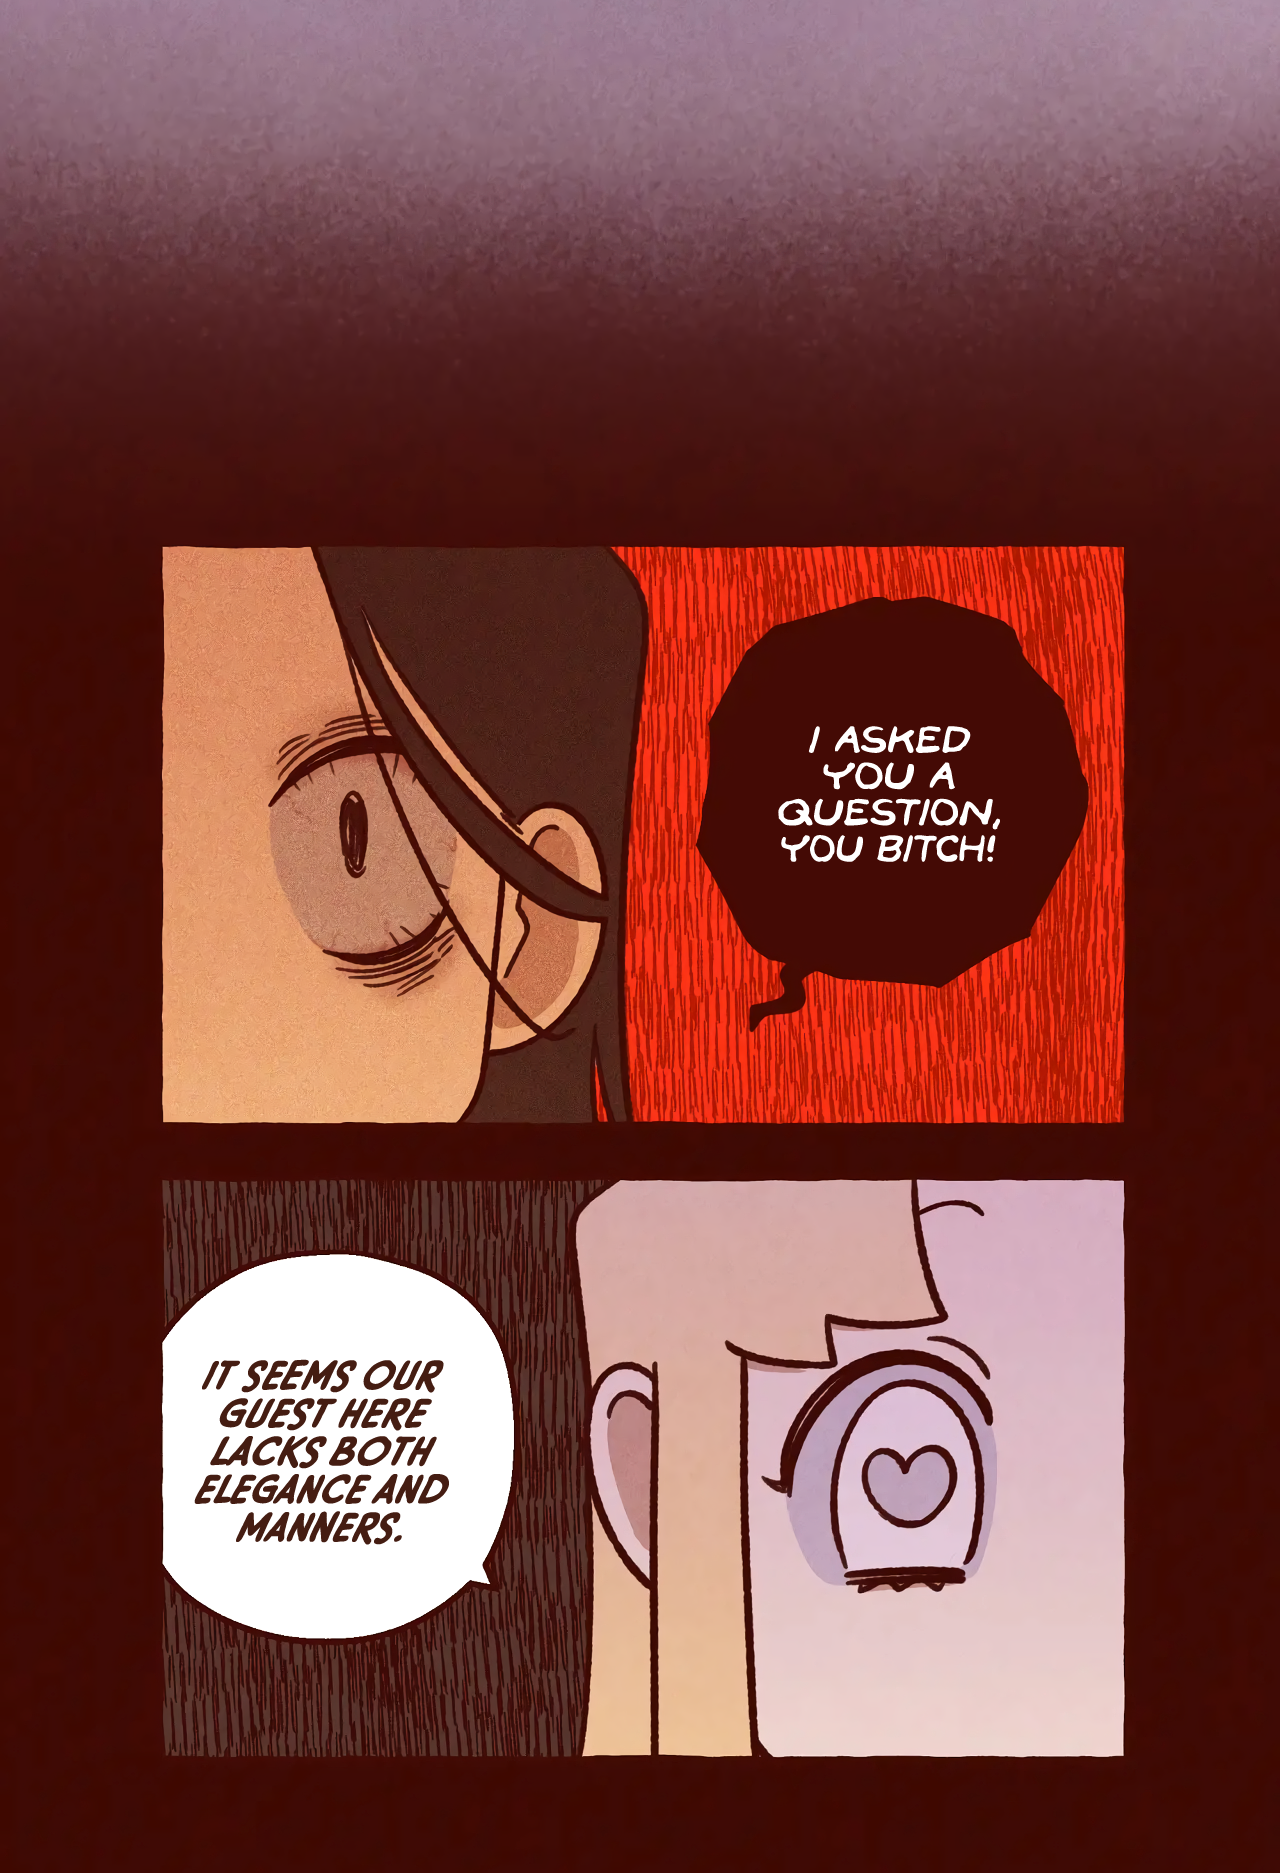 I ASKED
YOU A
QUESTION,
YOU BITCH!
IT SEEMS OUR
GUEST HERE
LACKS BOTH
ELEGANCE AND
MANNERS.